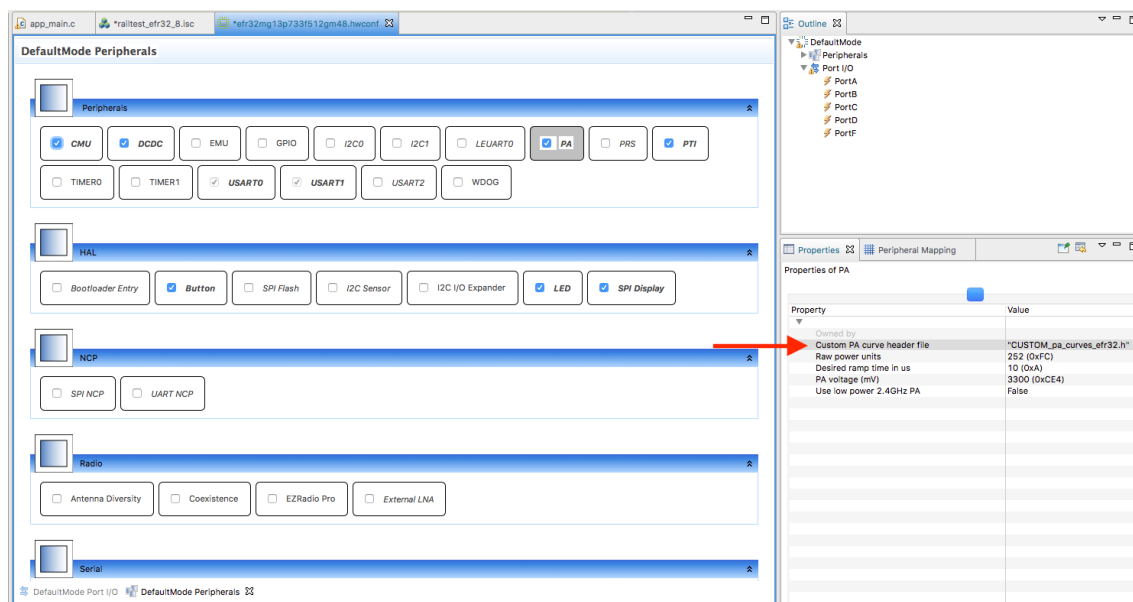 app_main.c
*railtest_efr32_8.isc
*efr32mg13p733f512gm48.hwconf
DefaultMode Peripherals
Peripherals
CMU
DCDC
EMU
GPIO
I2C0
I2C1
LEUART0
PA
PRS
PTI
TIMER0
TIMER1
USART0
USART1
USART2
WDOG
HAL
Bootloader Entry
Button
SPI Flash
I2C Sensor
I2C I/O Expander
LED
SPI Display
NCP
SPI NCP
UART NCP
Radio
Antenna Diversity
Coexistence
EZRadio Pro
External LNA
Serial
DefaultMode Port I/O
DefaultMode Peripherals
Outline
DefaultMode
Peripherals
Port I/O
PortA
PortB
PortC
PortD
PortF
Properties
Peripheral Mapping
Properties of PA
Property Value
Owned by
Custom PA curve header file "CUSTOM_pa_curves_efr32.h"
Raw power units 252 (0xFC)
Desired ramp time in us 10 (0xA)
PA voltage (mV) 3300 (0xCE4)
Use low power 2.4GHz PA False